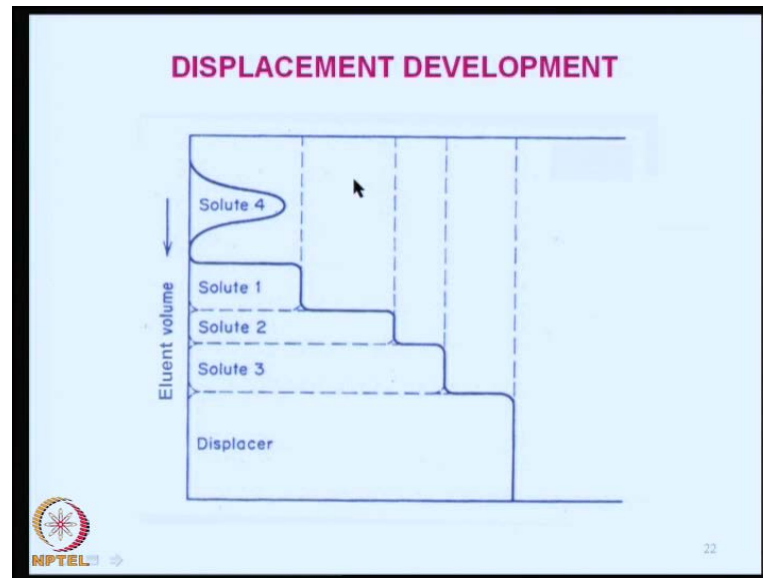 DISPLACEMENT DEVELOPMENT
Solute 4
Eluent volume
Solute 1
Solute 2
Solute 3
Displacer
NPTEL
22